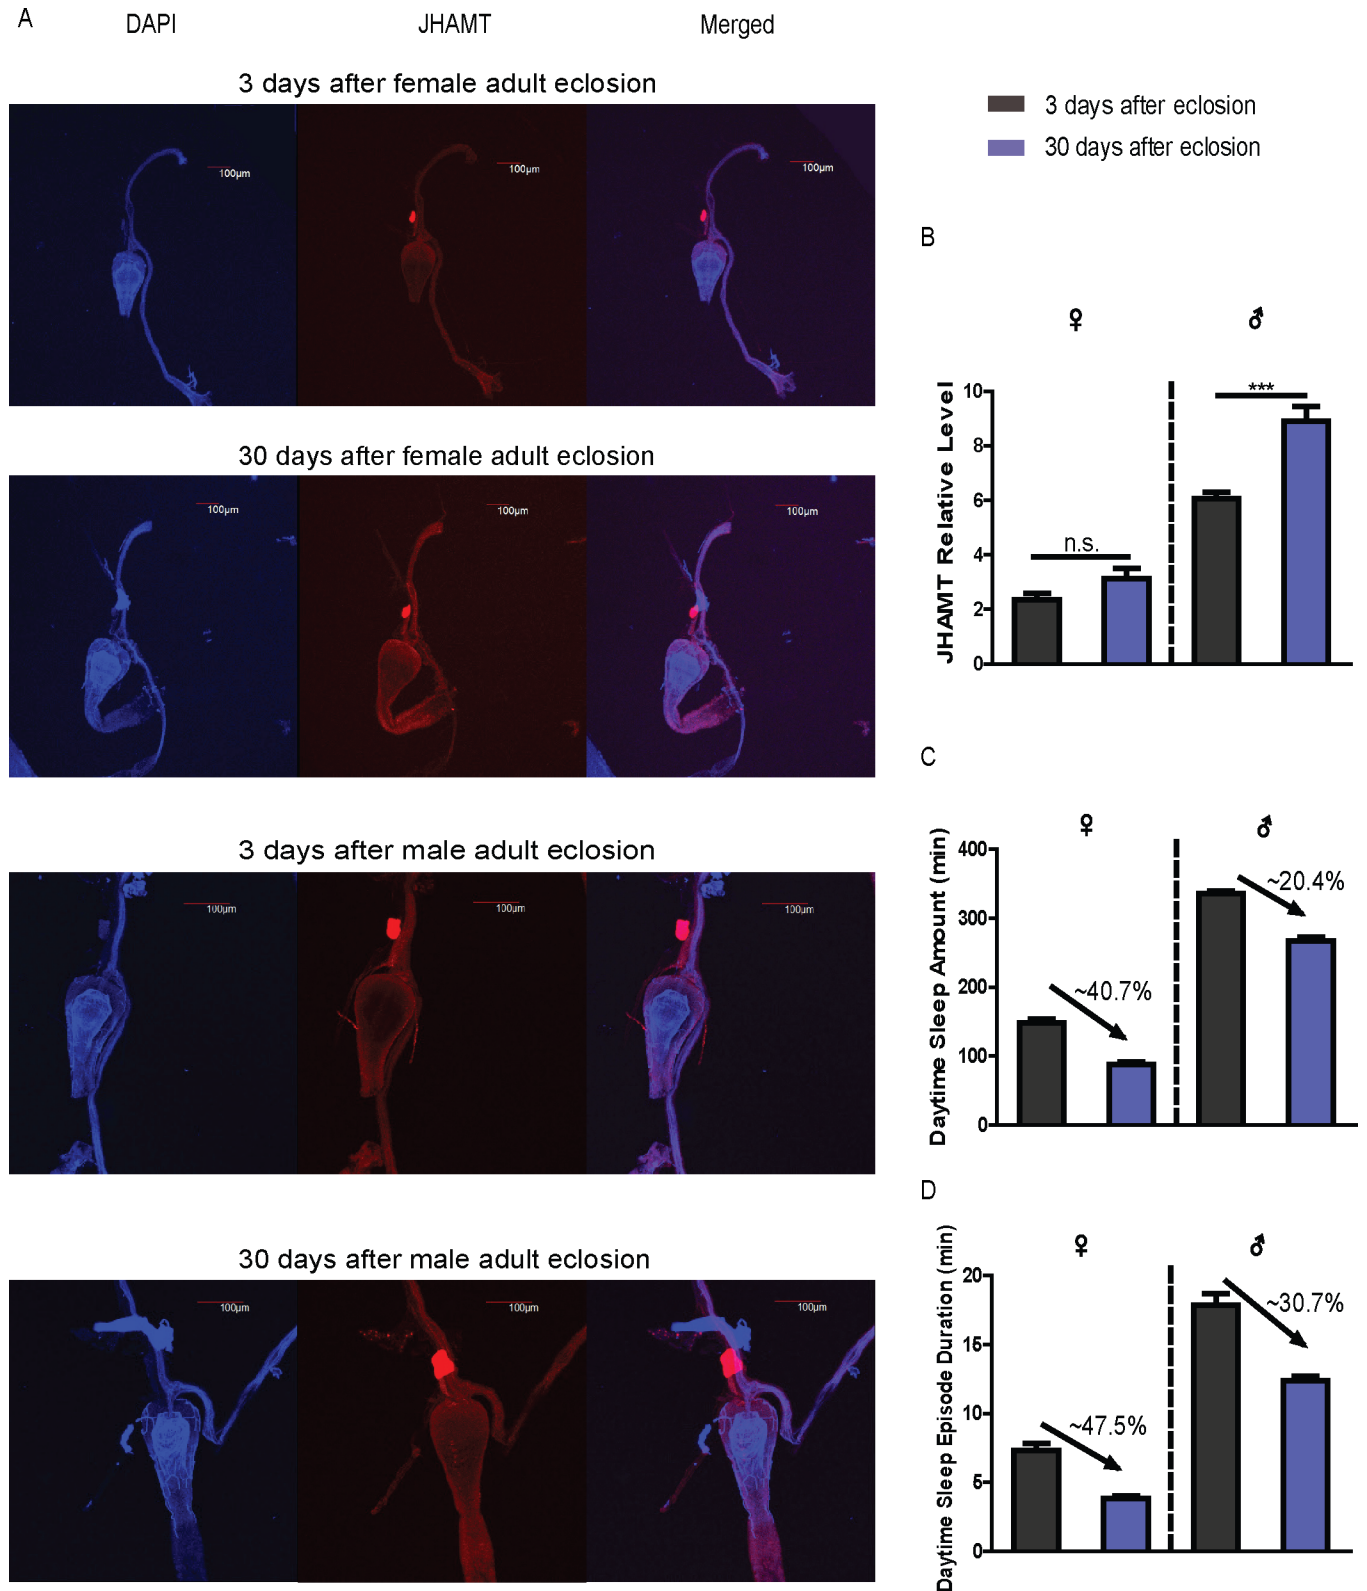 A
DAPI JHAMT Merged
3 days after female adult eclosion
100μm 100μm 100μm
30 days after female adult eclosion
100μm 100μm 100μm
3 days after male adult eclosion
100μm 100μm 100μm
30 days after male adult eclosion
100μm 100μm 100μm
3 days after eclosion
30 days after eclosion
B
♀ ♂
JHAMT Relative Level
10
8
6
4
2
0
n.s.
***
C
♀ ♂
Daytime Sleep Amount (min)
400
300
200
100
0
~40.7%
~20.4%
D
♀ ♂
Daytime Sleep Episode Duration (min)
20
15
10
5
0
~47.5%
~30.7%